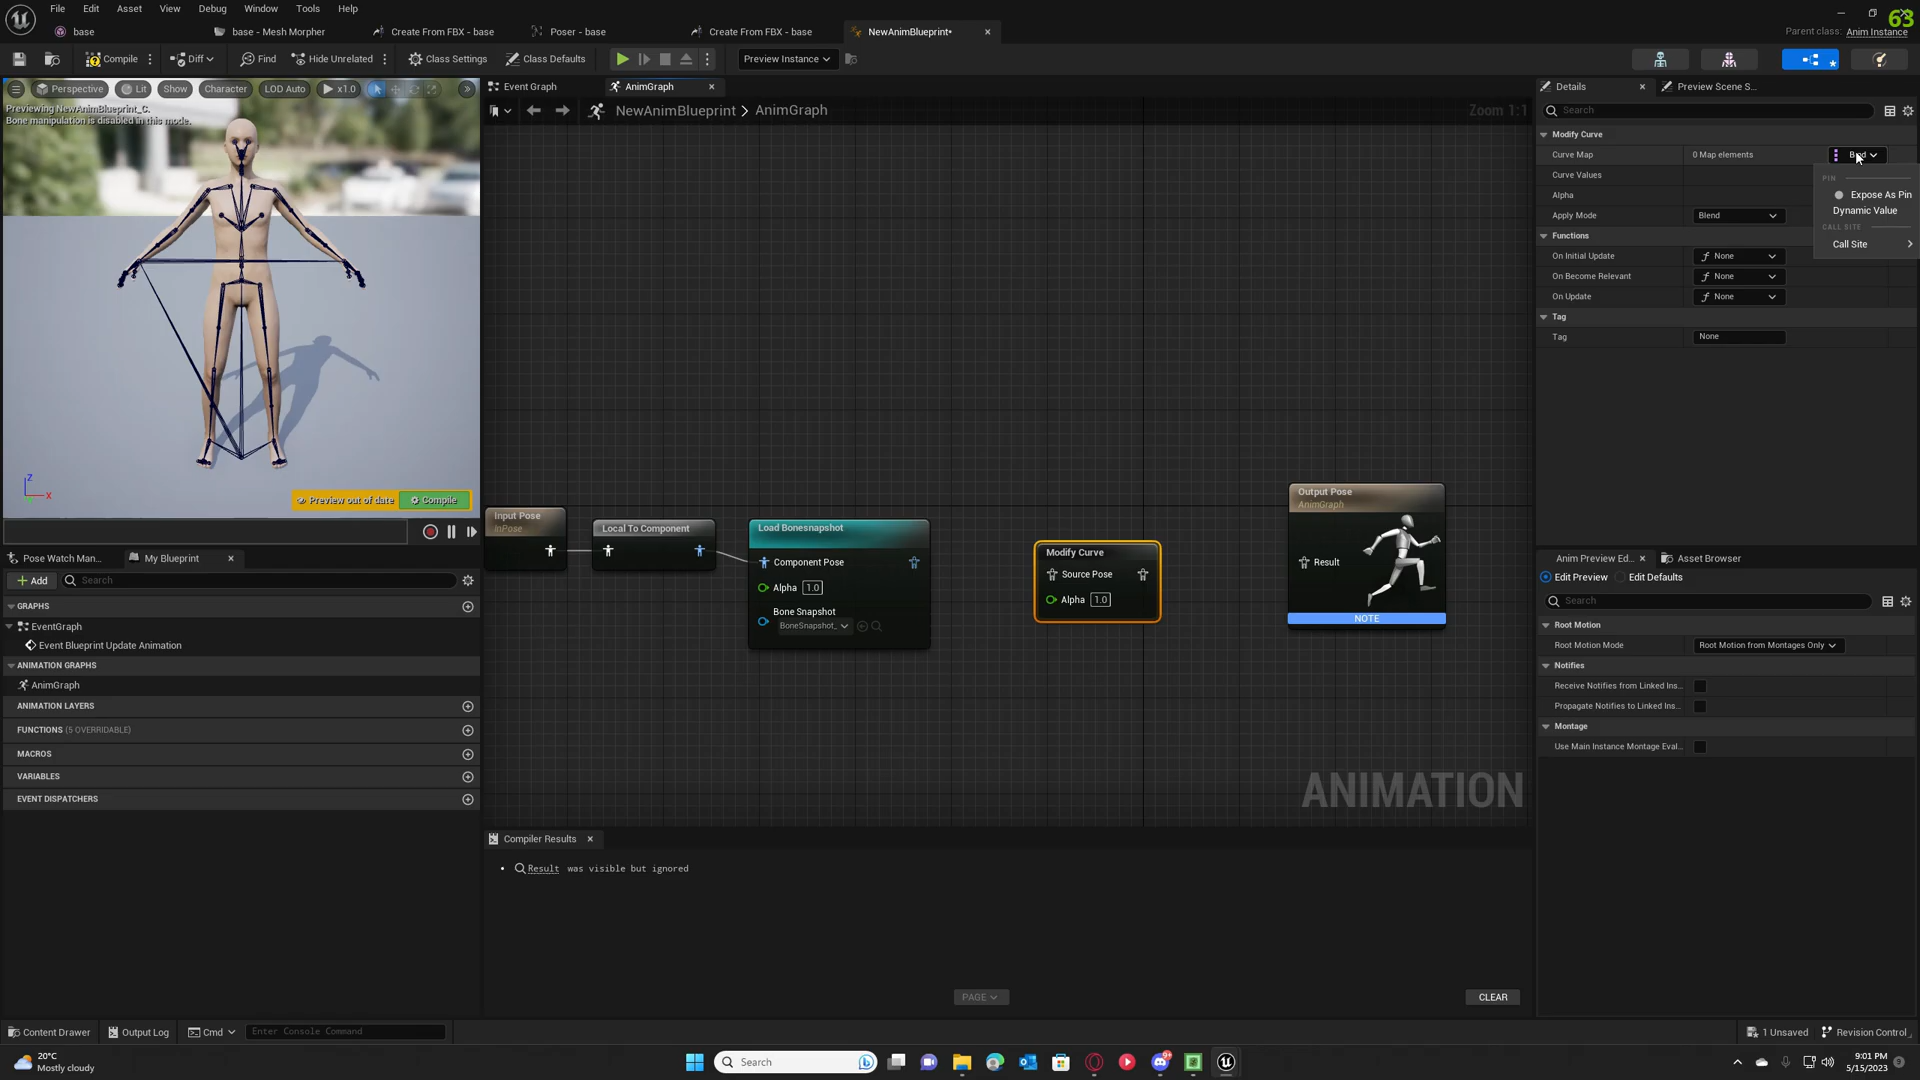 File Edit Asset View Debug Window Tools Help
63
base
base - Mesh Morpher
Create From FBX - base
Poser - base
Create From FBX - base
NewAnimBlueprint*
Parent class: Anim Instance
Compile
Diff
Find
Hide Unrelated
Class Settings
Class Defaults
Preview Instance
Perspective
Lit
Show
Character
LOD Auto
x1.0
Previewing NewAnimBlueprint_C.
Bone manipulation is disabled in this mode.
Z
X
Preview out of date
Compile
Event Graph
AnimGraph
NewAnimBlueprint > AnimGraph
Zoom 1:1
Input Pose
InPose
Local To Component
Load Bonesnapshot
Component Pose
Alpha 1.0
Bone Snapshot
BoneSnapshot_
Modify Curve
Source Pose
Alpha 1.0
Output Pose
AnimGraph
Result
NOTE
ANIMATION
Compiler Results
Result was visible but ignored
PAGE
CLEAR
Pose Watch Man...
My Blueprint
Add
Search
GRAPHS
EventGraph
Event Blueprint Update Animation
ANIMATION GRAPHS
AnimGraph
ANIMATION LAYERS
FUNCTIONS (5 OVERRIDABLE)
MACROS
VARIABLES
EVENT DISPATCHERS
Details
Preview Scene S...
Search
Modify Curve
Curve Map 0 Map elements
Curve Values
Alpha
Apply Mode Blend
PIN
Expose As Pin
Dynamic Value
CALL SITE
Call Site
Functions
On Initial Update None
On Become Relevant None
On Update None
Tag
Tag None
Anim Preview Ed...
Asset Browser
Edit Preview
Edit Defaults
Search
Root Motion
Root Motion Mode Root Motion from Montages Only
Notifies
Receive Notifies from Linked Ins...
Propagate Notifies to Linked Ins...
Montage
Use Main Instance Montage Eval...
Content Drawer
Output Log
Cmd
Enter Console Command
1 Unsaved
Revision Control
20°C
Mostly cloudy
Search
9+
9:01 PM
5/15/2023